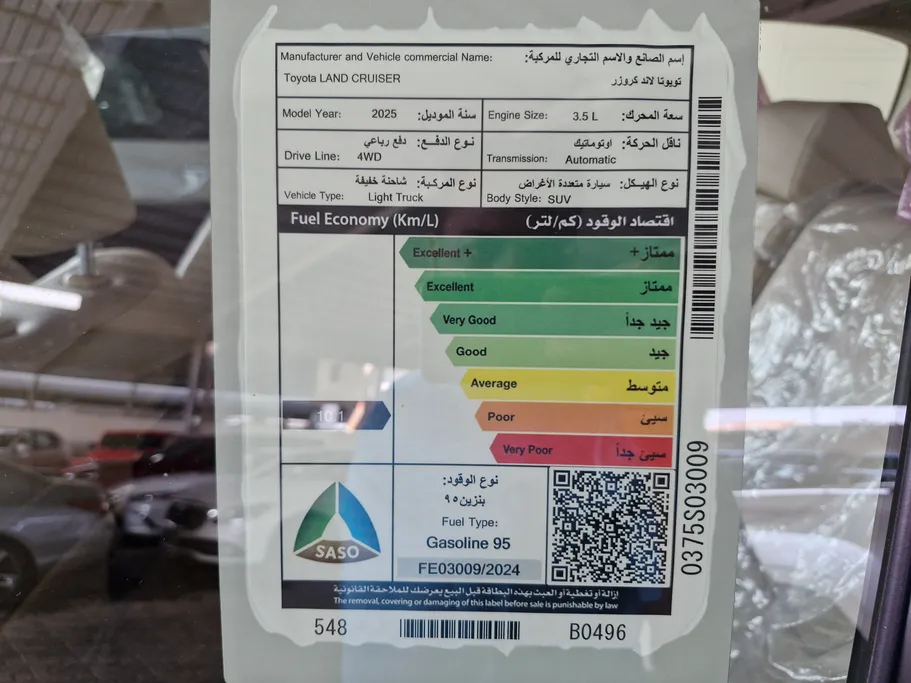 Manufacturer and Vehicle commercial Name: إسم الصانع والاسم التجاري للمركبة:
Toyota LAND CRUISER تويوتا لاند كروزر
Model Year: 2025 سنة الموديل: Engine Size: 3.5 L سعة المحرك:
نوع الدفـع: دفع رباعي
Drive Line: 4WD
ناقل الحركة: اوتوماتيك
Transmission: Automatic
نوع المركبة: شاحنة خفيفة
Vehicle Type: Light Truck
نوع الهيـكل: سيارة متعددة الأغراض
Body Style: SUV
Fuel Economy (Km/L) اقتصاد الوقود (كم/لتر)
Excellent + ممتاز +
Excellent ممتاز
Very Good جيد جداً
Good جيد
Average متوسط
10.1
Poor سيئ
Very Poor سيئ جداً
SASO
نوع الوقود:
بنزين ٩٥
Fuel Type:
Gasoline 95
FE03009/2024
0375S03009
إزالة أو تغطية أو العبث بهذه البطاقة قبل البيع يعرضك للملاحقة القانونية
The removal, covering or damaging of this label before sale is punishable by law
548 B0496